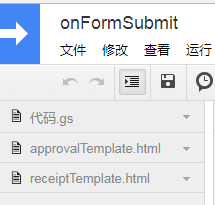 onFormSubmit
文件 修改 查看 运行
代码.gs
approvalTemplate.html
receiptTemplate.html